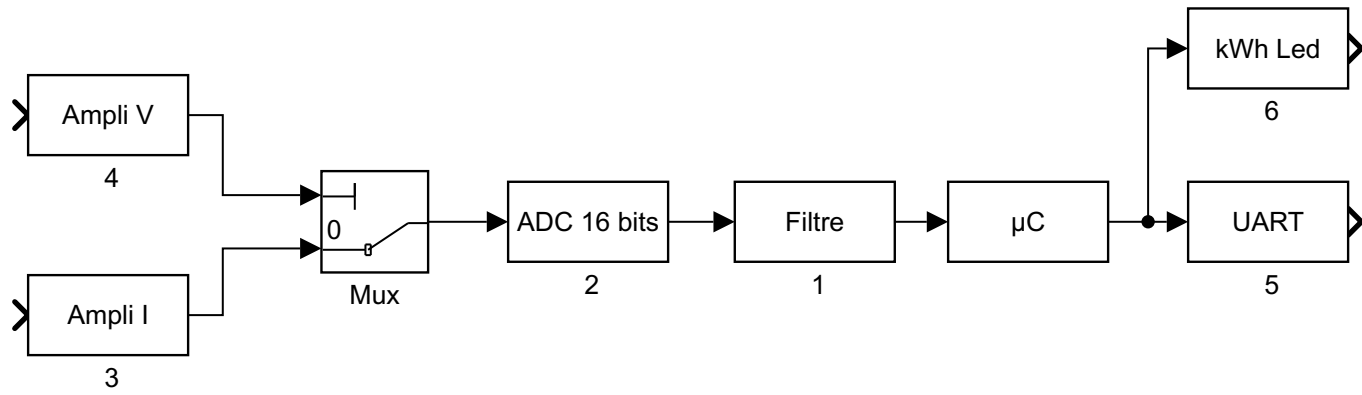 kWh Led
6
Ampli V
4
0
Mux
ADC 16 bits
2
Filtre
1
µC
UART
5
Ampli I
3